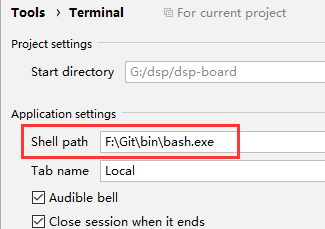 Tools > Terminal For current project
Project settings
Start directory G:/dsp/dsp-board
Application settings
Shell path F:\Git\bin\bash.exe
Tab name Local
Audible bell
Close session when it ends